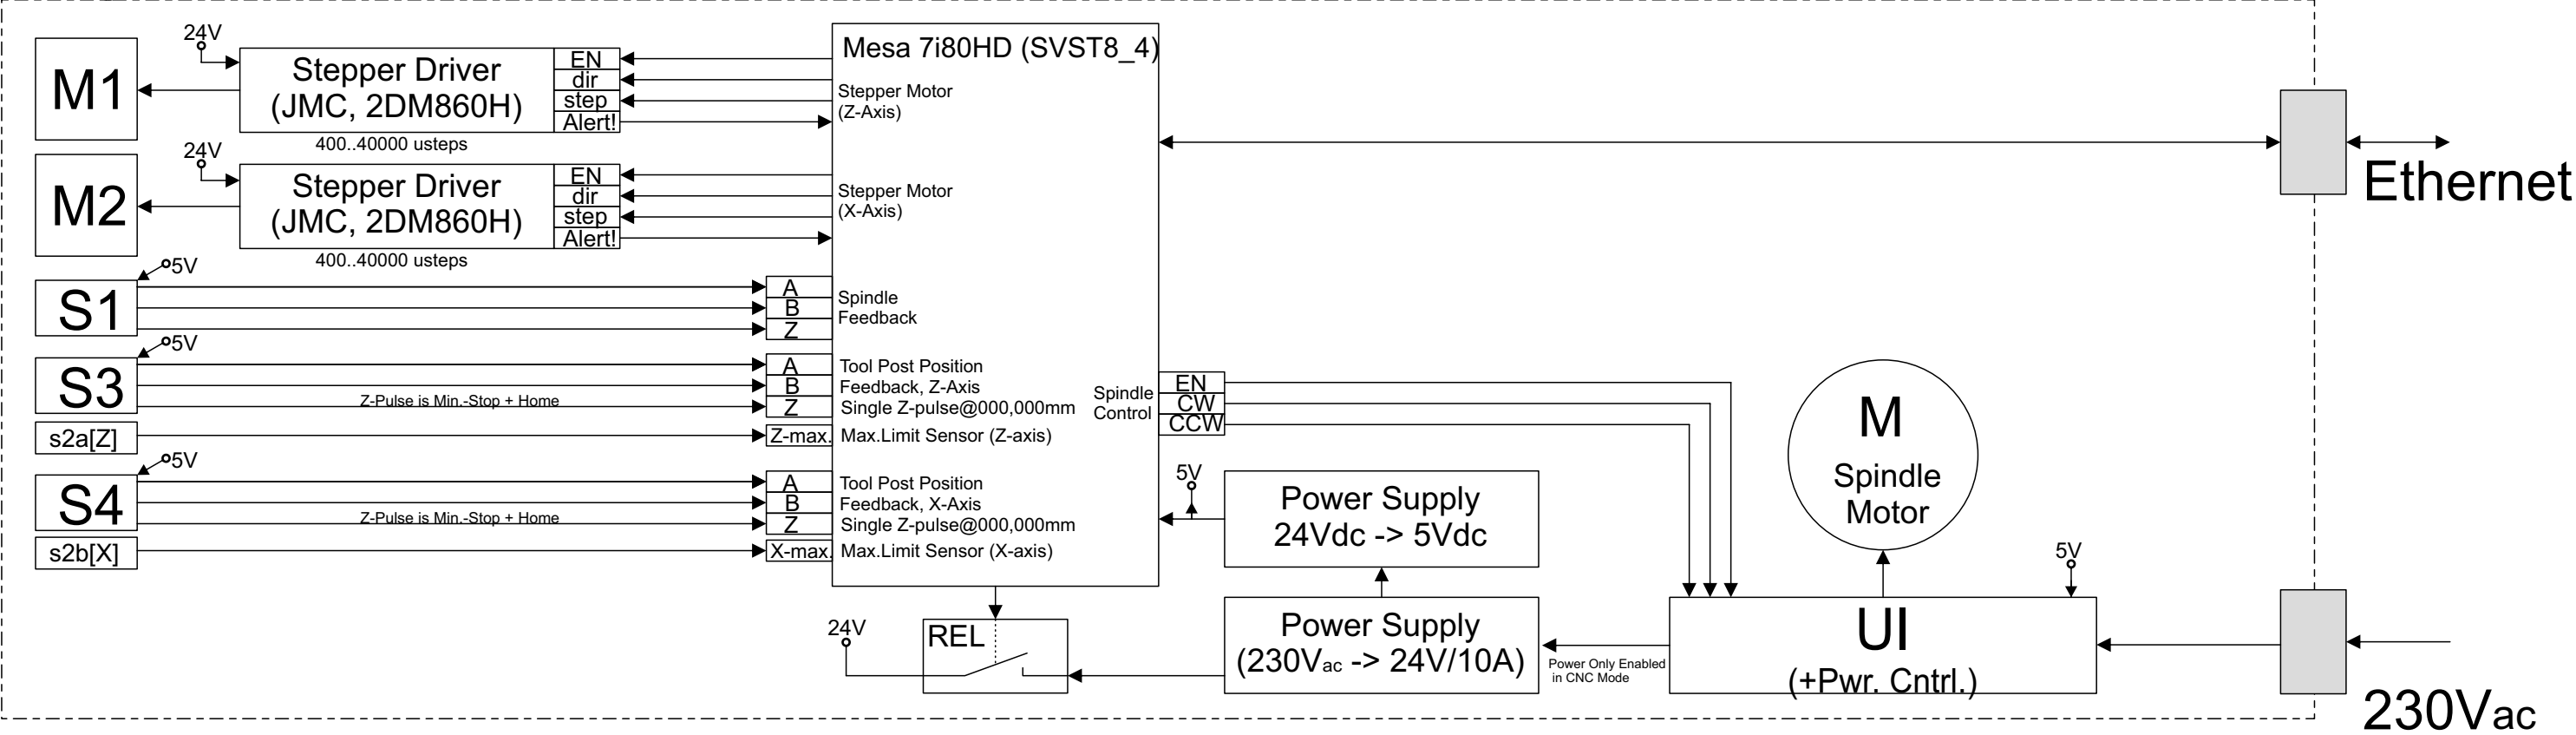 24V
M1
Stepper Driver
(JMC, 2DM860H)
EN
dir
step
Alert!
400..40000 usteps
Mesa 7i80HD (SVST8_4)
Stepper Motor
(Z-Axis)
24V
M2
Stepper Driver
(JMC, 2DM860H)
EN
dir
step
Alert!
400..40000 usteps
Stepper Motor
(X-Axis)
Ethernet
5V
S1
A
B
Z
Spindle
Feedback
5V
S3
Z-Pulse is Min.-Stop + Home
A
B
Z
Tool Post Position
Feedback, Z-Axis
Single Z-pulse@000,000mm
s2a[Z]
Z-max.
Max.Limit Sensor (Z-axis)
5V
S4
Z-Pulse is Min.-Stop + Home
A
B
Z
Tool Post Position
Feedback, X-Axis
Single Z-pulse@000,000mm
s2b[X]
X-max.
Max.Limit Sensor (X-axis)
Spindle
Control
EN
CW
CCW
M
Spindle
Motor
5V
Power Supply
24Vdc -> 5Vdc
24V
REL
Power Supply
(230Vac -> 24V/10A)
Power Only Enabled
in CNC Mode
5V
UI
(+Pwr. Cntrl.)
230Vac